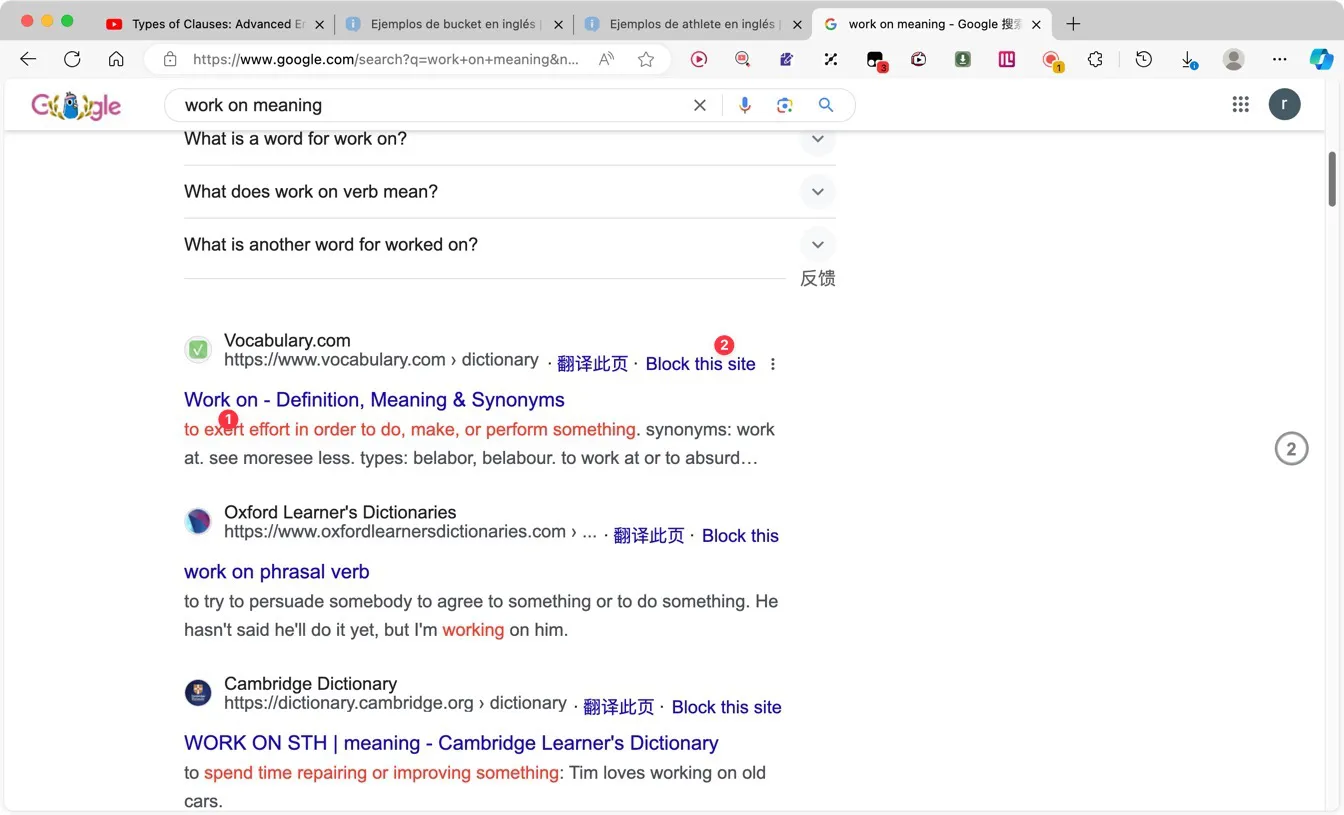 Types of Clauses: Advanced En
Ejemplos de bucket en inglés |
Ejemplos de athlete en inglés |
work on meaning - Google 搜索
https://www.google.com/search?q=work+on+meaning&n...
3
1
Google
work on meaning
r
What is a word for work on?
What does work on verb mean?
What is another word for worked on?
反馈
Vocabulary.com
2
https://www.vocabulary.com › dictionary · 翻译此页 · Block this site
Work on - Definition, Meaning & Synonyms
1
to exert effort in order to do, make, or perform something. synonyms: work
at. see moresee less. types: belabor, belabour. to work at or to absurd…
2
Oxford Learner's Dictionaries
https://www.oxfordlearnersdictionaries.com › ... · 翻译此页 · Block this
work on phrasal verb
to try to persuade somebody to agree to something or to do something. He
hasn't said he'll do it yet, but I'm working on him.
Cambridge Dictionary
https://dictionary.cambridge.org › dictionary · 翻译此页 · Block this site
WORK ON STH | meaning - Cambridge Learner's Dictionary
to spend time repairing or improving something: Tim loves working on old
cars.